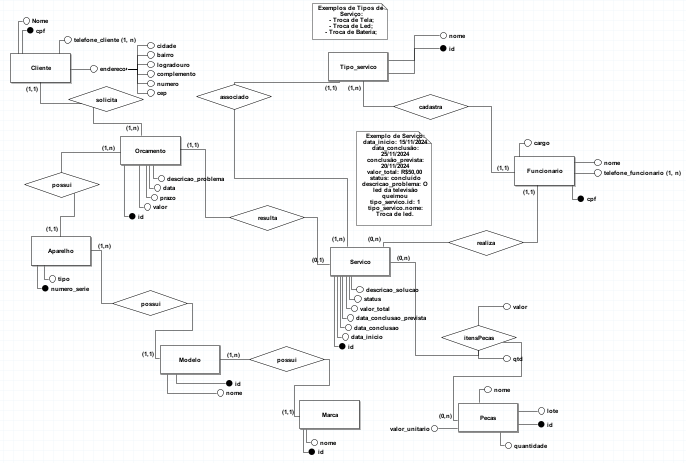 Exemplos de Tipos de
Serviço:
- Troca de Tela;
- Troca de Led;
- Troca de Bateria;
Nome
cpf
telefone_cliente (1, n)
Cliente
endereco
cidade
bairro
logradouro
complemento
numero
cep
(1,1)
solicita
(1,n)
nome
id
Tipo_servico
(1,1)
(1,n)
associado
cadastra
Orcamento
(1,n)
(1,1)
descricao_problema
data
prazo
valor
id
possui
(1,1)
Exemplo de Serviço:
data_inicio: 15/11/2024
data_conclusão:
25/11/2024
conclusão_prevista:
20/11/2024
valor_total: R$50,00
status: concluído
descricao_problema: O
led da televisão
queimou
tipo_servico.id: 1
tipo_servico.nome:
Troca de led.
cargo
Funcionario
nome
telefone_funcionario (1, n)
cpf
(1,1)
(1,1)
resulta
realiza
Aparelho
(1,n)
tipo
numero_serie
(1,n)
(0,n)
(0,1)
Servico
(0,n)
descricao_solucao
status
valor_total
data_conclusao_prevista
data_conclusao
data_inicio
id
possui
(1,1)
Modelo
(1,n)
id
nome
possui
(1,1)
Marca
nome
id
valor
itensPecas
qtd
(0,n)
nome
Pecas
lote
id
valor_unitario
quantidade